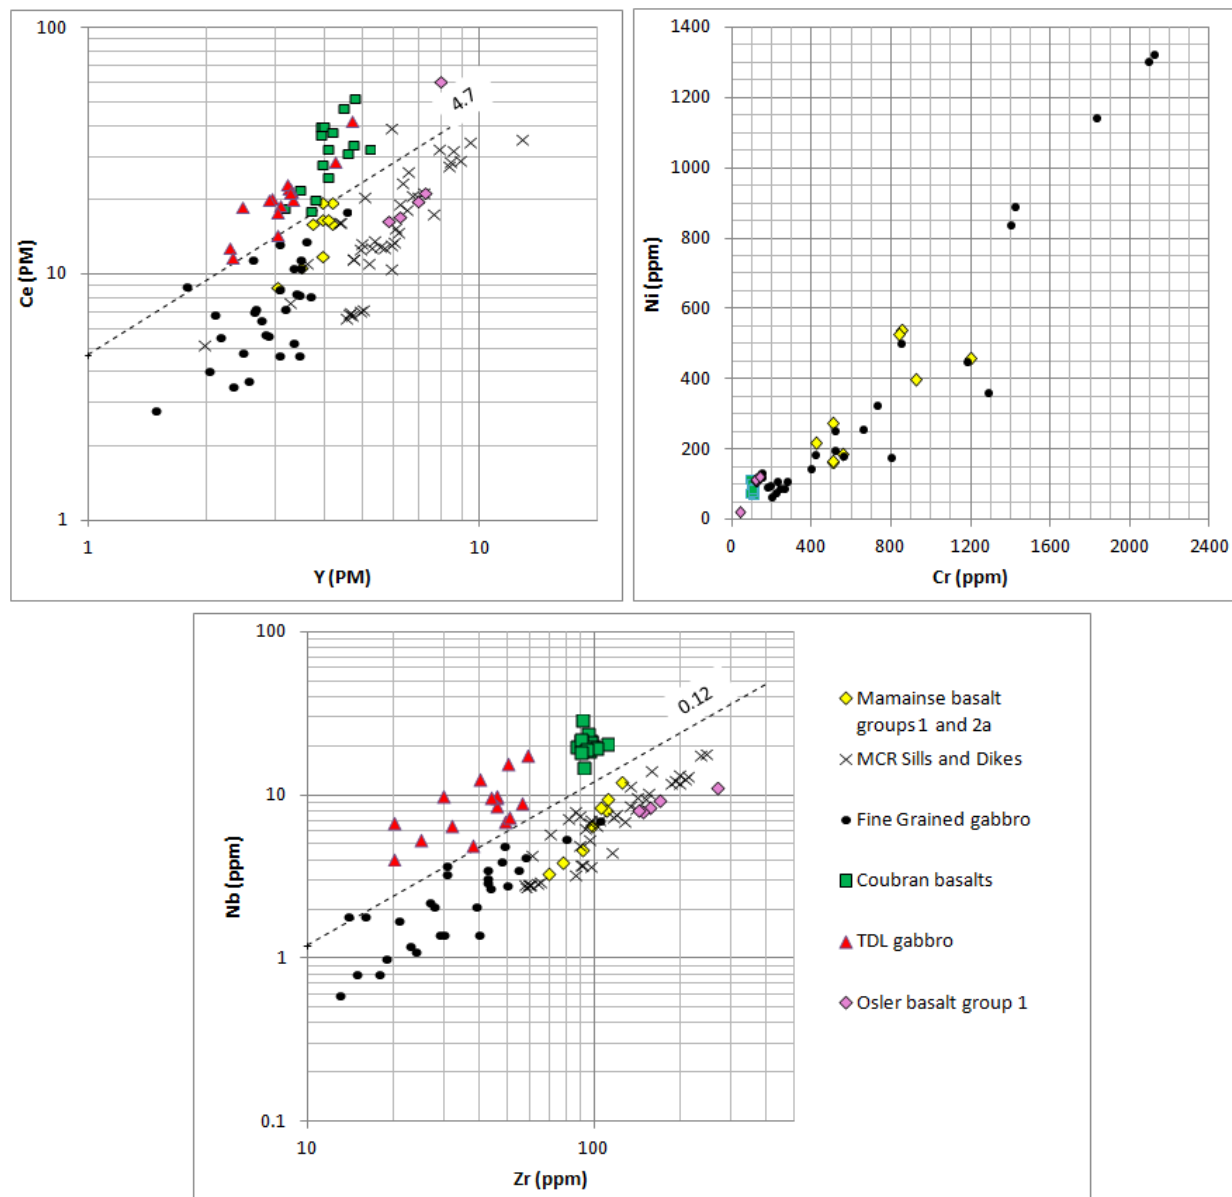 100
10
1
Ce (PM)
4.7
1
10
Y (PM)
1400
1200
1000
800
600
400
200
0
Ni (ppm)
0
400
800
1200
1600
2000
2400
Cr (ppm)
100
10
1
0.1
Nb (ppm)
0.12
10
100
Zr (ppm)
Mamainse basalt
groups1 and 2a
MCR Sills and Dikes
Fine Grained gabbro
Coubran basalts
TDL gabbro
Osler basalt group 1